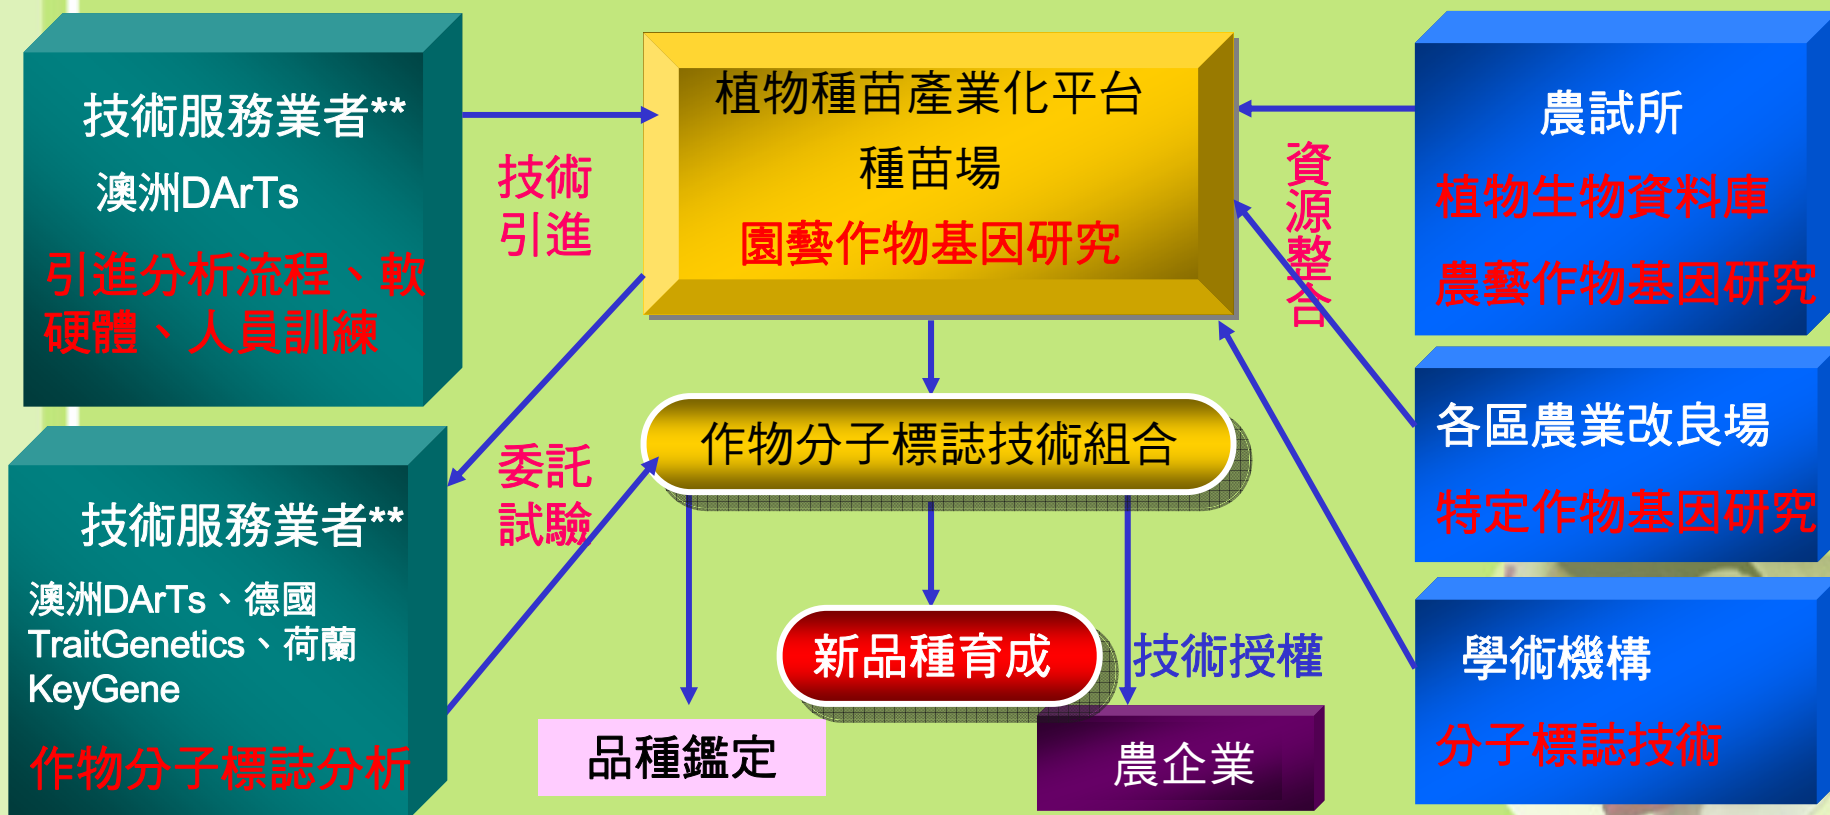 技術服務業者**
澳洲DArTs
引進分析流程、軟
硬體、人員訓練
技術服務業者**
澳洲DArTs、德國
TraitGenetics、荷蘭
KeyGene
作物分子標誌分析
技術
引進
委託
試驗
植物種苗產業化平台
種苗場
園藝作物基因研究
作物分子標誌技術組合
新品種育成
品種鑑定
技術授權
農企業
資源整合
農試所
植物生物資料庫
農藝作物基因研究
各區農業改良場
特定作物基因研究
學術機構
分子標誌技術